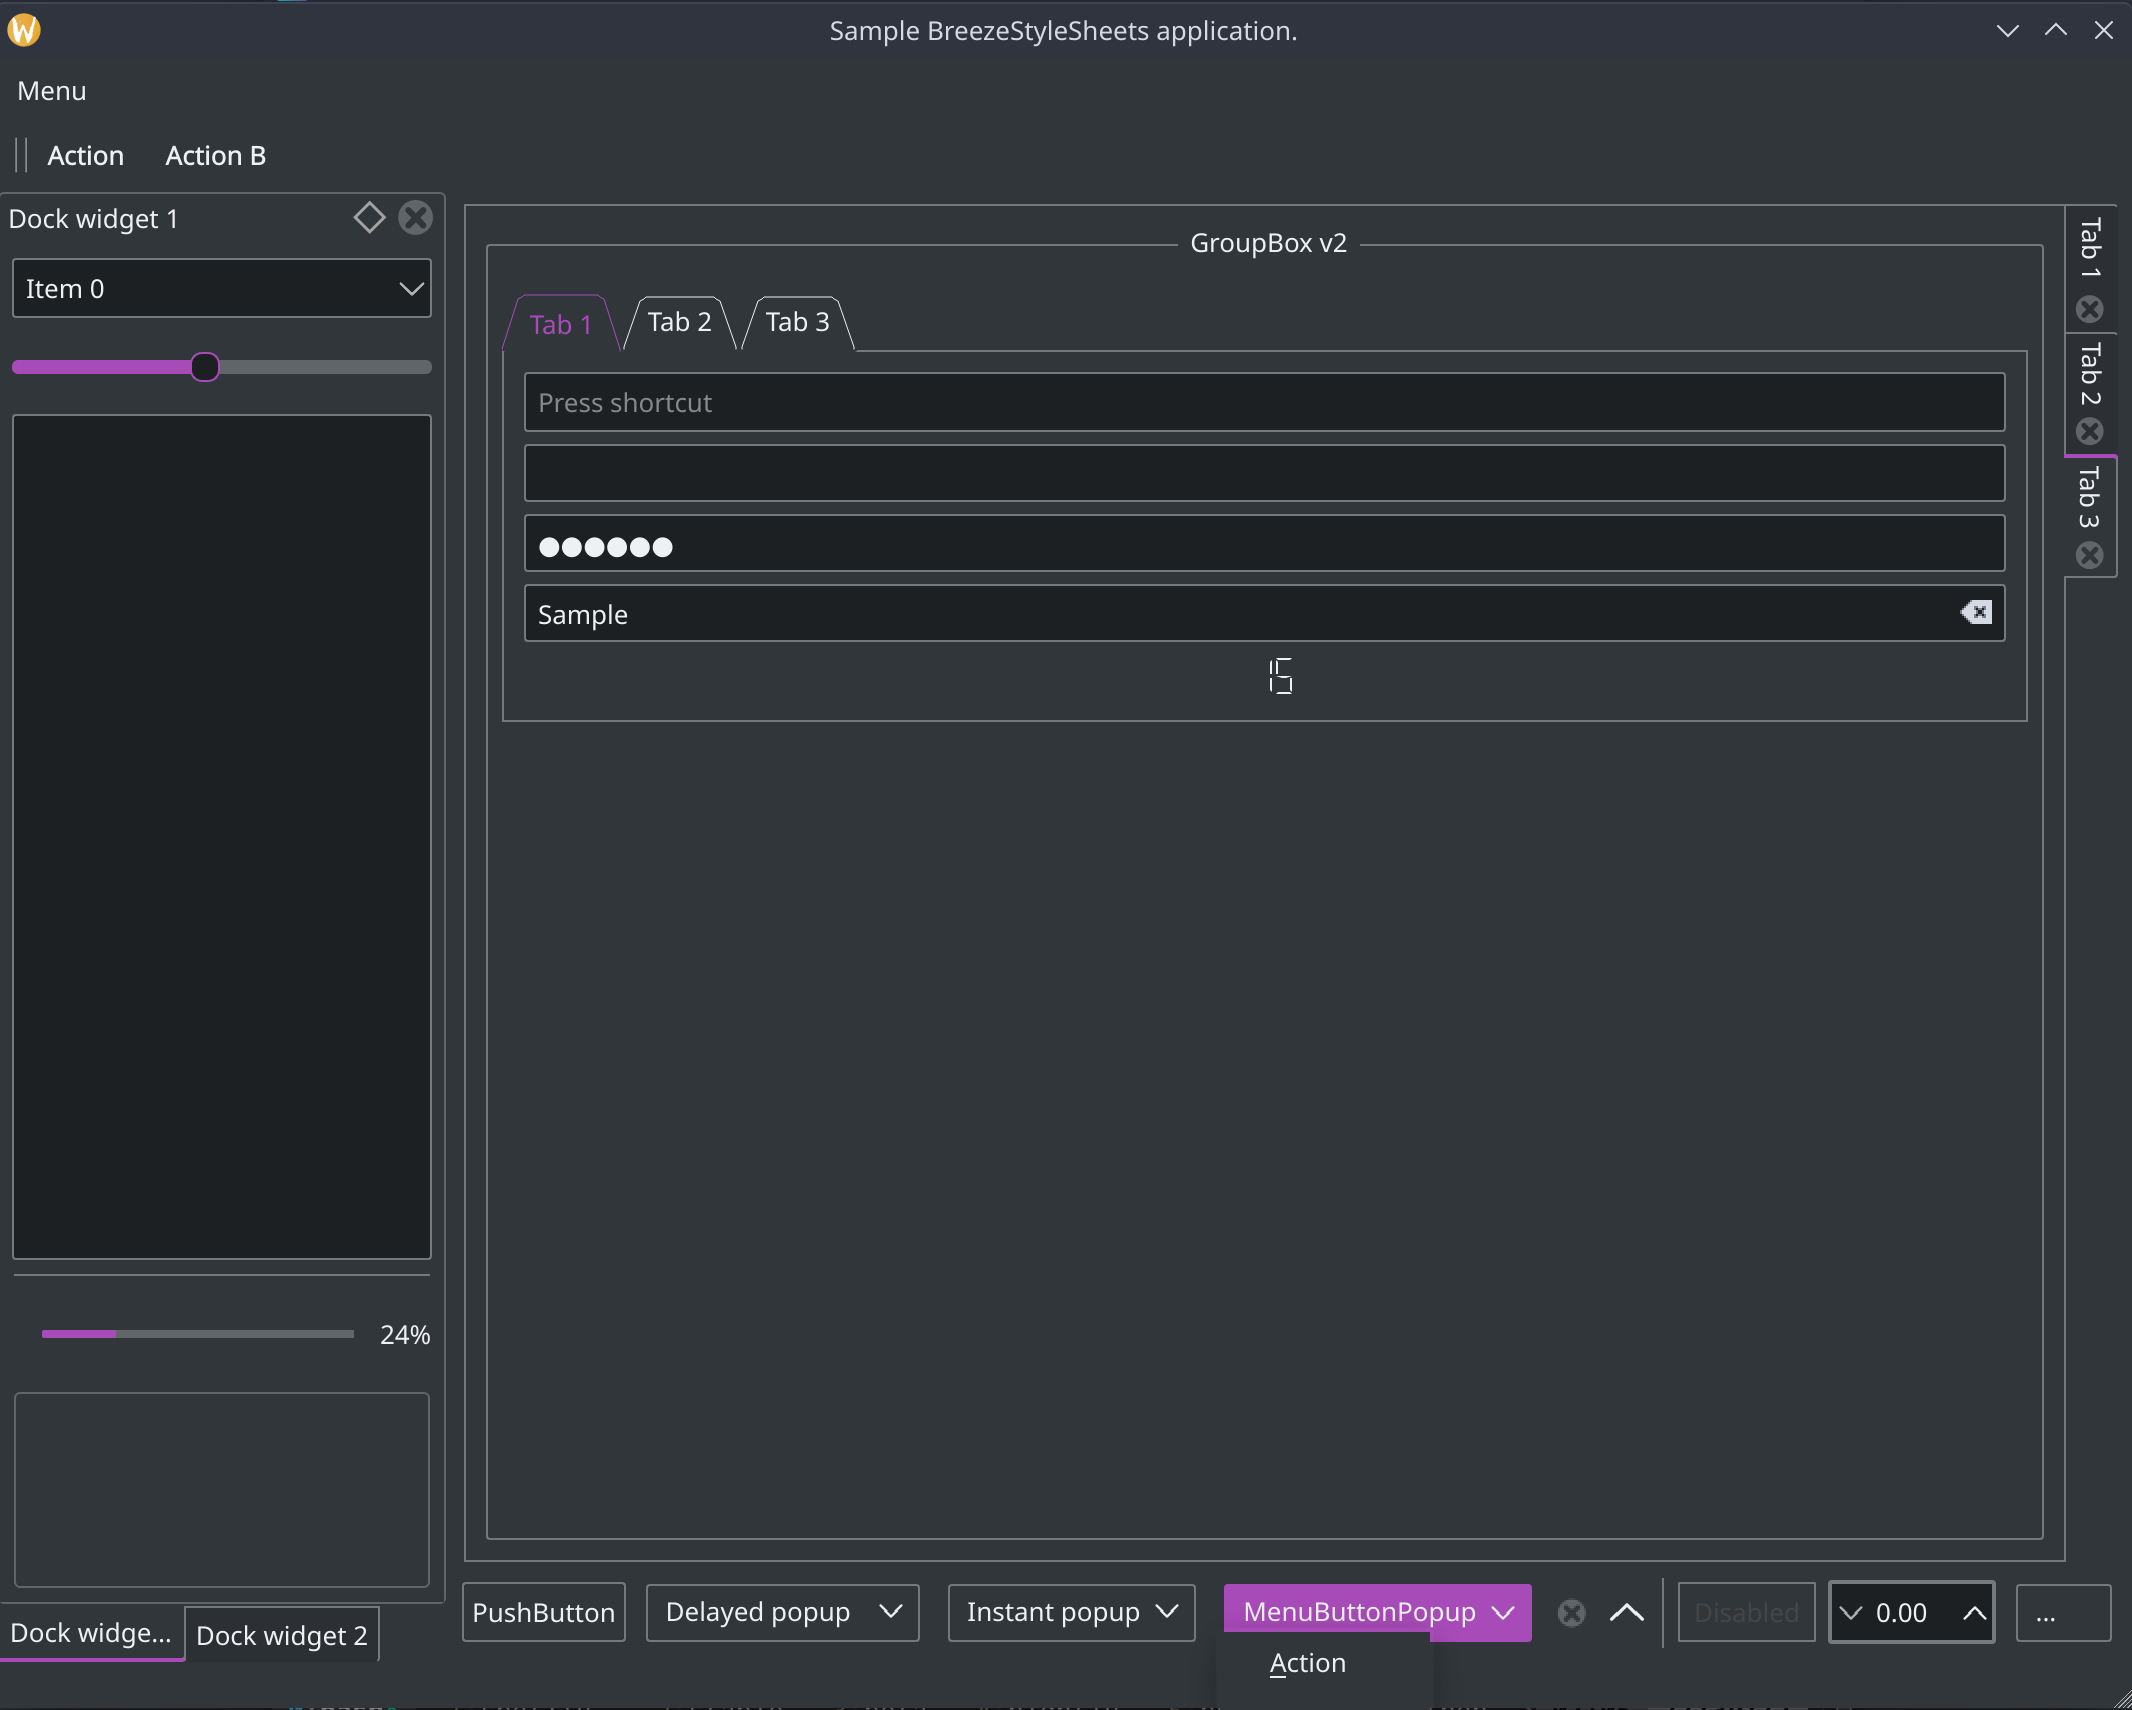 Sample BreezeStyleSheets application.
Menu
Action Action B
Dock widget 1
Item 0
24%
Dock widge... Dock widget 2
GroupBox v2
Tab 1 Tab 2 Tab 3
Press shortcut
Sample
15
Tab 1
Tab 2
Tab 3
PushButton Delayed popup Instant popup MenuButtonPopup Disabled 0.00 ...
Action